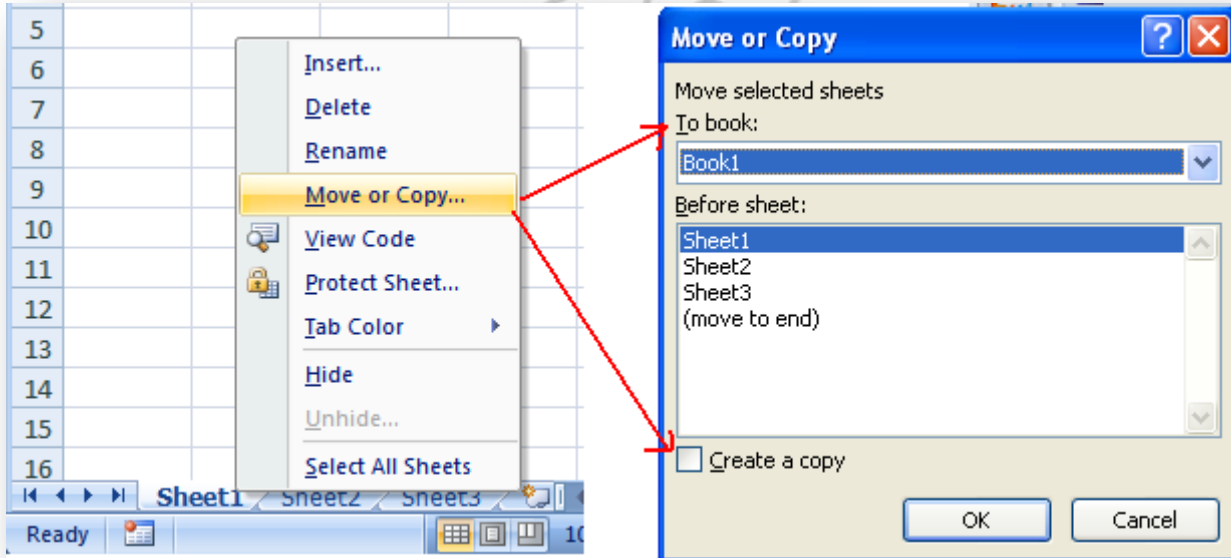 5
6
7
8
9
10
11
12
13
14
15
16
Insert...
Delete
Rename
Move or Copy...
View Code
Protect Sheet...
Tab Color
Hide
Unhide...
Select All Sheets
Sheet1 Sheet2 Sheet3
Ready
Move or Copy
Move selected sheets
To book:
Book1
Before sheet:
Sheet1
Sheet2
Sheet3
(move to end)
Create a copy
OK Cancel